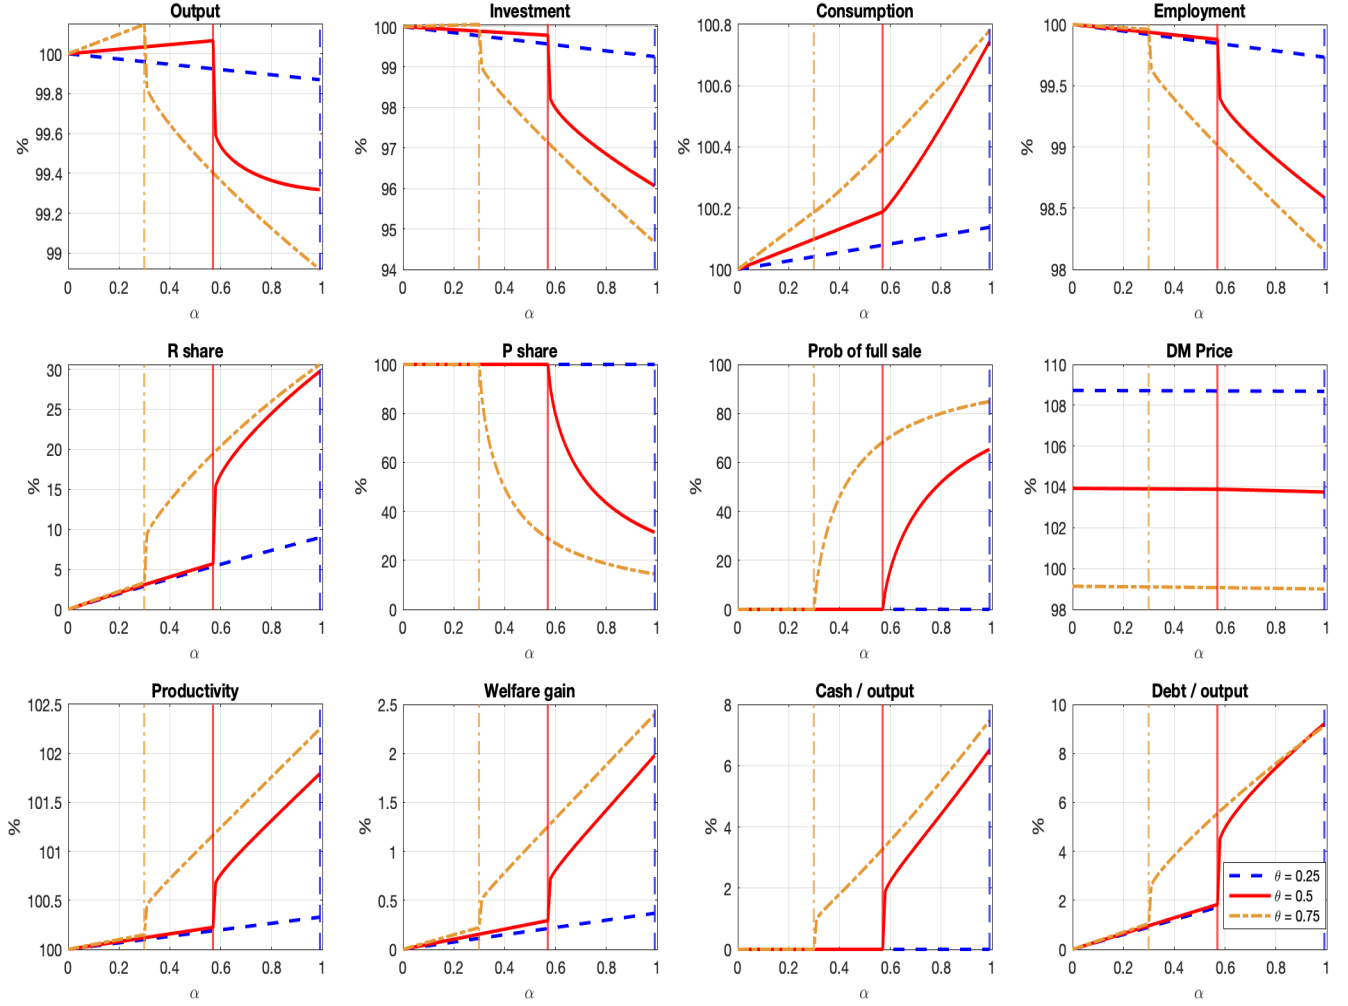 Output
Investment
Consumption
Employment
100
99.8
99.6
99.4
99.2
99
%
0 0.2 0.4 0.6 0.8 1
α
100
99
98
97
96
95
94
%
0 0.2 0.4 0.6 0.8 1
α
100.8
100.6
100.4
100.2
100
%
0 0.2 0.4 0.6 0.8 1
α
100
99.5
99
98.5
98
%
0 0.2 0.4 0.6 0.8 1
α
R share
P share
Prob of full sale
DM Price
30
25
20
15
10
5
0
%
0 0.2 0.4 0.6 0.8 1
α
100
80
60
40
20
0
%
0 0.2 0.4 0.6 0.8 1
α
100
80
60
40
20
0
%
0 0.2 0.4 0.6 0.8 1
α
110
108
106
104
102
100
98
%
0 0.2 0.4 0.6 0.8 1
α
Productivity
Welfare gain
Cash / output
Debt / output
102.5
102
101.5
101
100.5
100
%
0 0.2 0.4 0.6 0.8 1
α
2.5
2
1.5
1
0.5
0
%
0 0.2 0.4 0.6 0.8 1
α
8
6
4
2
0
%
0 0.2 0.4 0.6 0.8 1
α
10
8
6
4
2
0
%
0 0.2 0.4 0.6 0.8 1
α
θ = 0.25
θ = 0.5
θ = 0.75